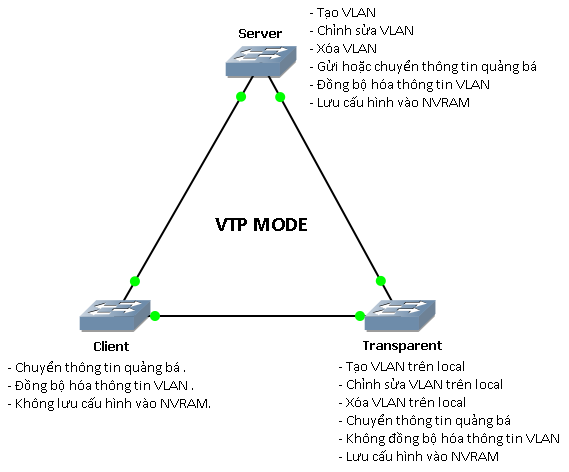 Server
- Tạo VLAN
- Chỉnh sửa VLAN
- Xóa VLAN
- Gửi hoặc chuyển thông tin quảng bá
- Đồng bộ hóa thông tin VLAN
- Lưu cấu hình vào NVRAM
VTP MODE
Client
- Chuyển thông tin quảng bá .
- Đồng bộ hóa thông tin VLAN .
- Không lưu cấu hình vào NVRAM.
Transparent
- Tạo VLAN trên local
- Chỉnh sửa VLAN trên local
- Xóa VLAN trên local
- Chuyển thông tin quảng bá
- Không đồng bộ hóa thông tin VLAN
- Lưu cấu hình vào NVRAM